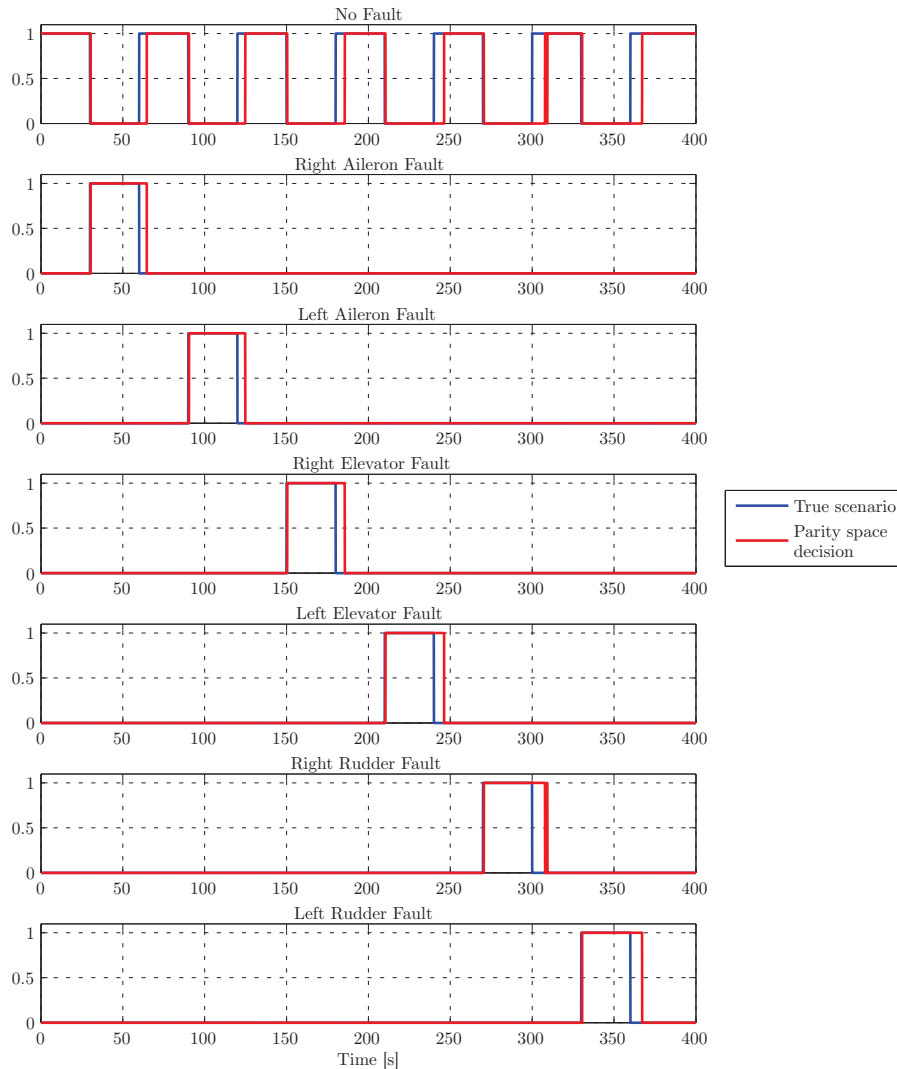 No Fault
1
0.5
0
0 50 100 150 200 250 300 350 400
Right Aileron Fault
1
0.5
0
0 50 100 150 200 250 300 350 400
Left Aileron Fault
1
0.5
0
0 50 100 150 200 250 300 350 400
Right Elevator Fault
1
0.5
0
0 50 100 150 200 250 300 350 400
True scenario
Parity space
decision
Left Elevator Fault
1
0.5
0
0 50 100 150 200 250 300 350 400
Right Rudder Fault
1
0.5
0
0 50 100 150 200 250 300 350 400
Left Rudder Fault
1
0.5
0
0 50 100 150 200 250 300 350 400
Time [s]